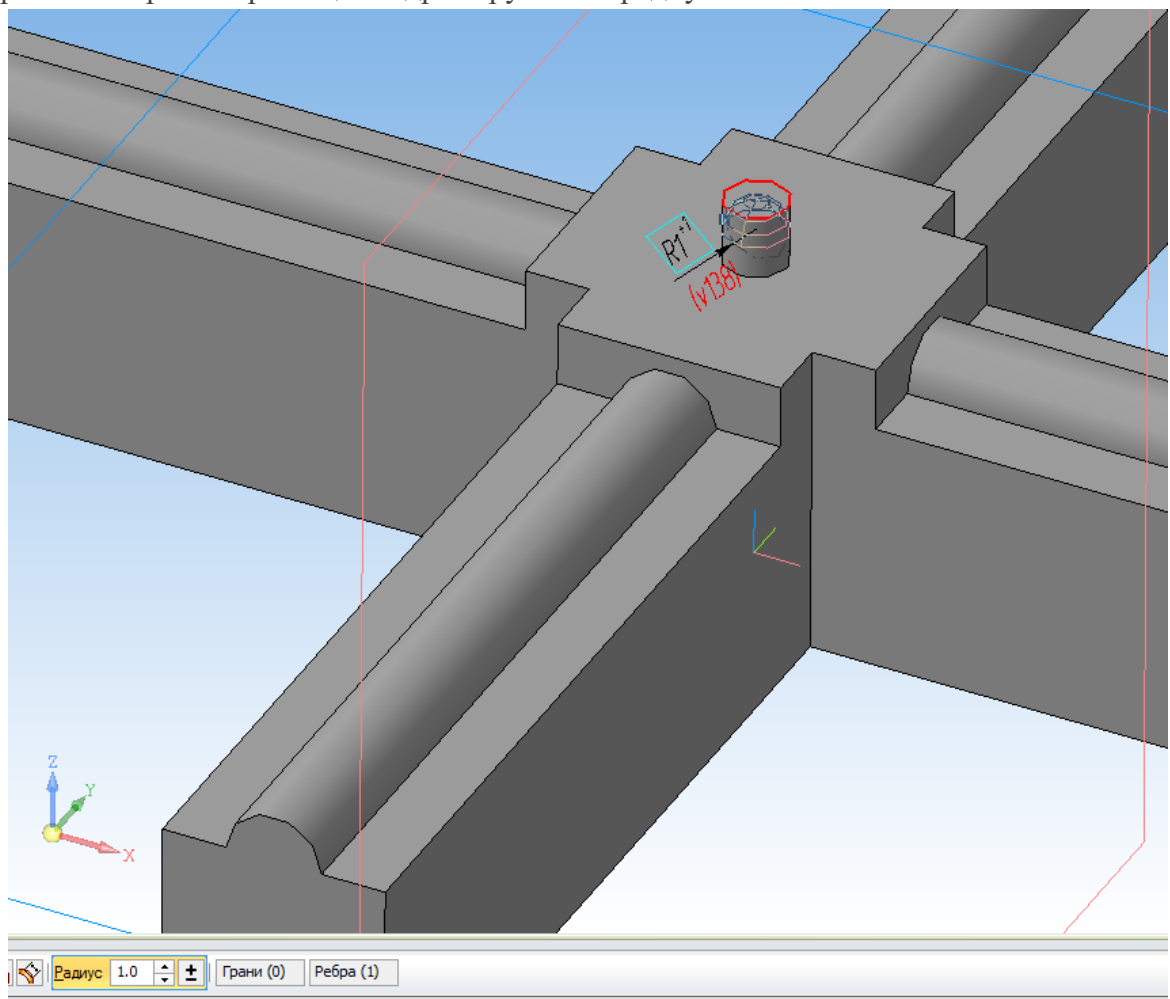 R1⁺¹
(v138)
Z
Y
X
Радиус 1.0 ± Грани (0) Ребра (1)